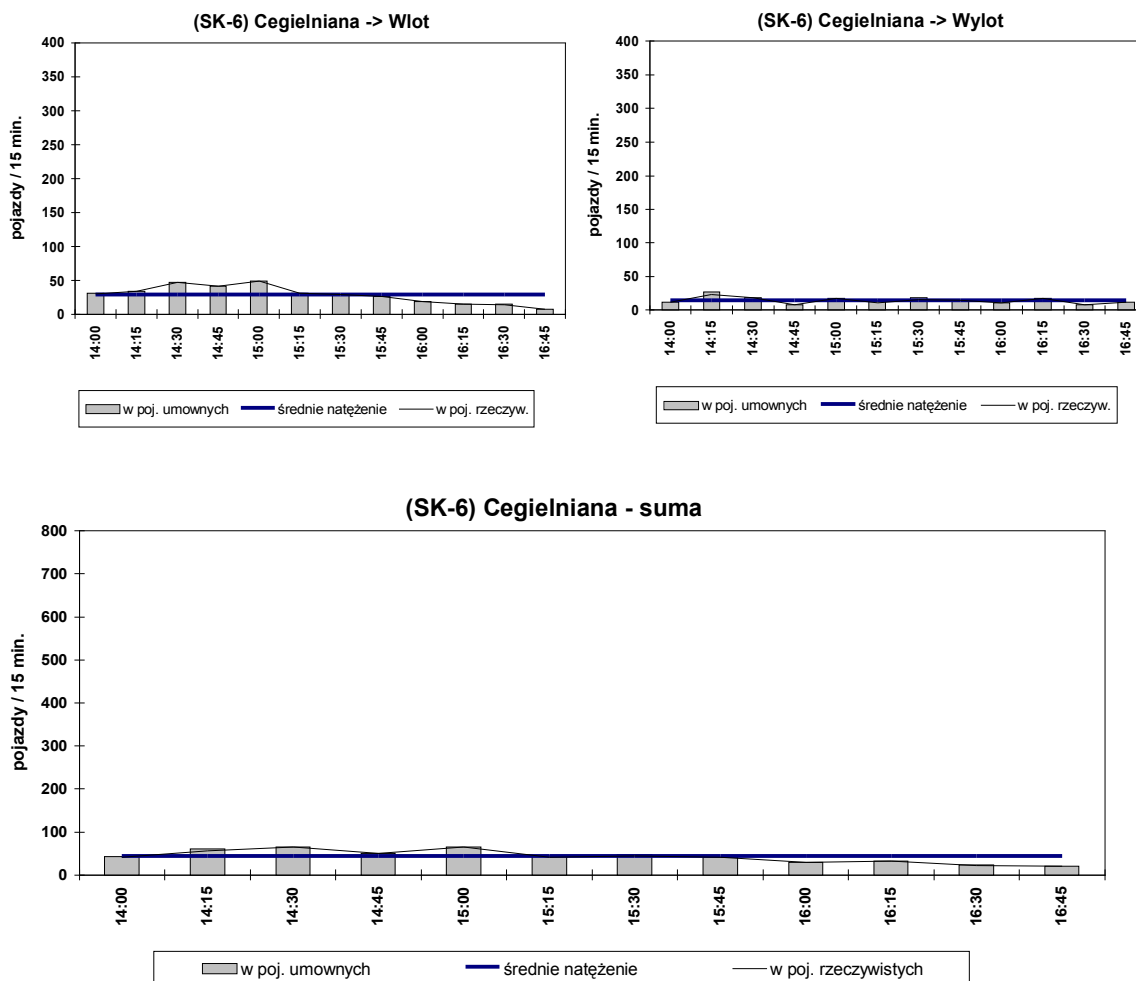 (SK-6) Cegielniana -> Wlot
400
350
300
250
200
150
100
50
0
pojazdy / 15 min.
14:00 14:15 14:30 14:45 15:00 15:15 15:30 15:45 16:00 16:15 16:30 16:45
w poj. umownych średnie natężenie w poj. rzeczyw.
(SK-6) Cegielniana -> Wylot
400
350
300
250
200
150
100
50
0
pojazdy / 15 min.
14:00 14:15 14:30 14:45 15:00 15:15 15:30 15:45 16:00 16:15 16:30 16:45
w poj. umownych średnie natężenie w poj. rzeczyw.
(SK-6) Cegielniana - suma
800
700
600
500
400
300
200
100
0
pojazdy / 15 min.
14:00 14:15 14:30 14:45 15:00 15:15 15:30 15:45 16:00 16:15 16:30 16:45
w poj. umownych średnie natężenie w poj. rzeczywistych